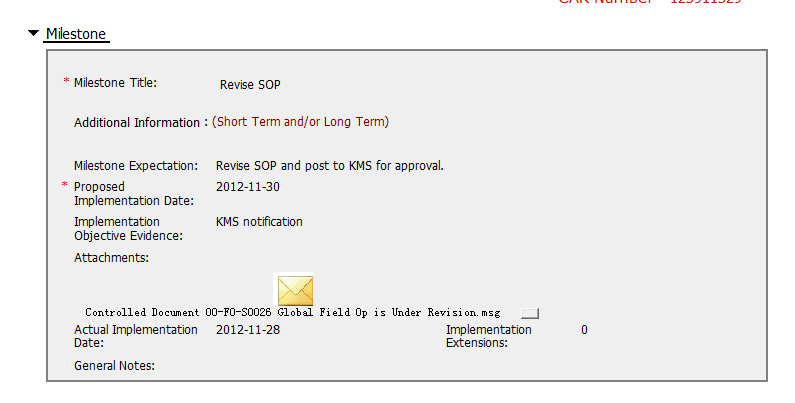 Milestone
* Milestone Title: Revise SOP
Additional Information : (Short Term and/or Long Term)
Milestone Expectation: Revise SOP and post to KMS for approval.
* Proposed Implementation Date: 2012-11-30
Implementation Objective Evidence: KMS notification
Attachments:
Controlled Document 00-FO-S0026 Global Field Op is Under Revision.msg
Actual Implementation Date: 2012-11-28 Implementation Extensions: 0
General Notes: